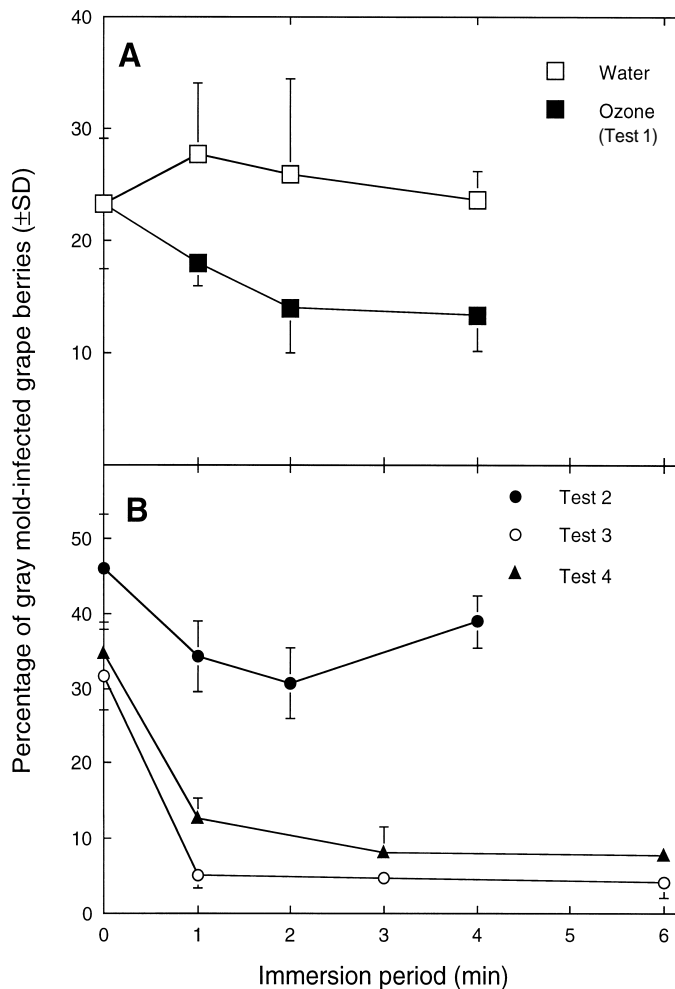 Percentage of gray mold-infected grape berries (±SD)
A
40
30
20
10
Water
Ozone
(Test 1)
B
50
40
30
20
10
0
Test 2
Test 3
Test 4
0 1 2 3 4 5 6
Immersion period (min)